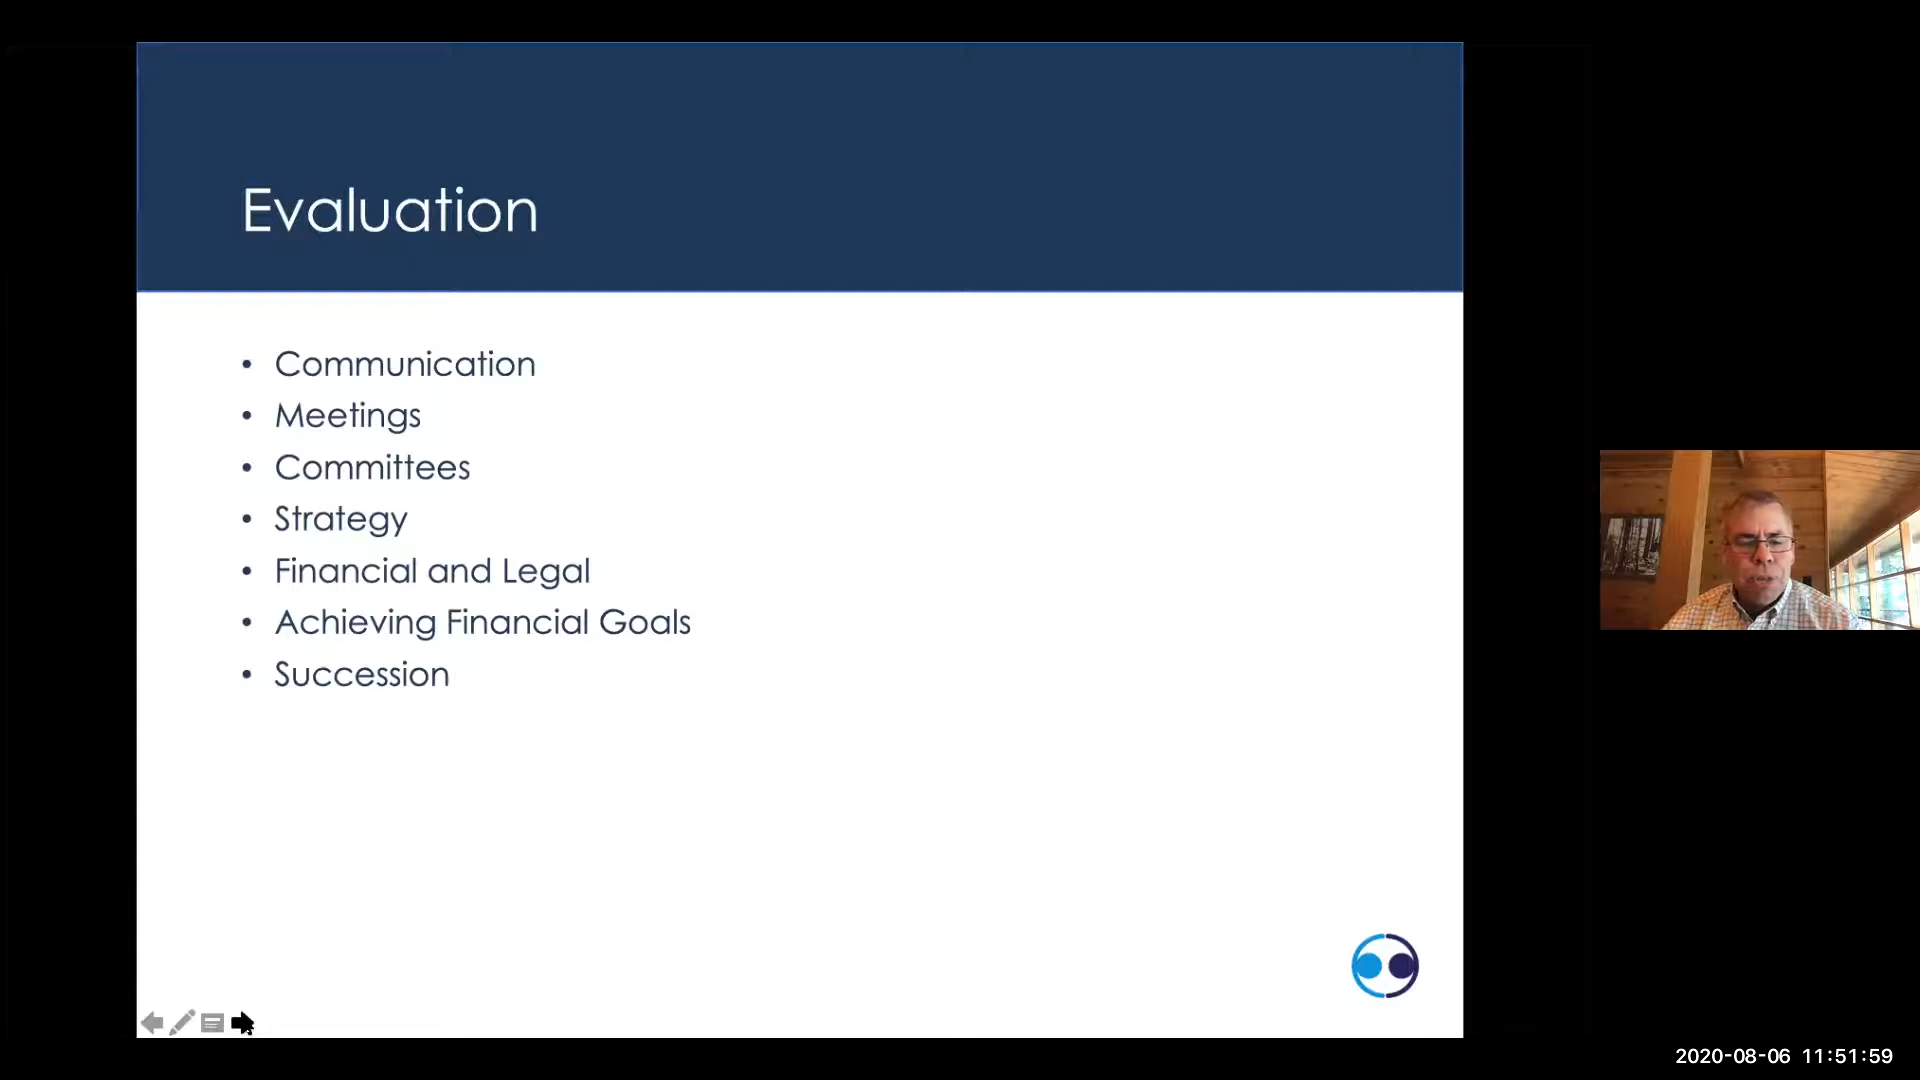 Evaluation
• Communication
• Meetings
• Committees
• Strategy
• Financial and Legal
• Achieving Financial Goals
• Succession
2020-08-06 11:51:59